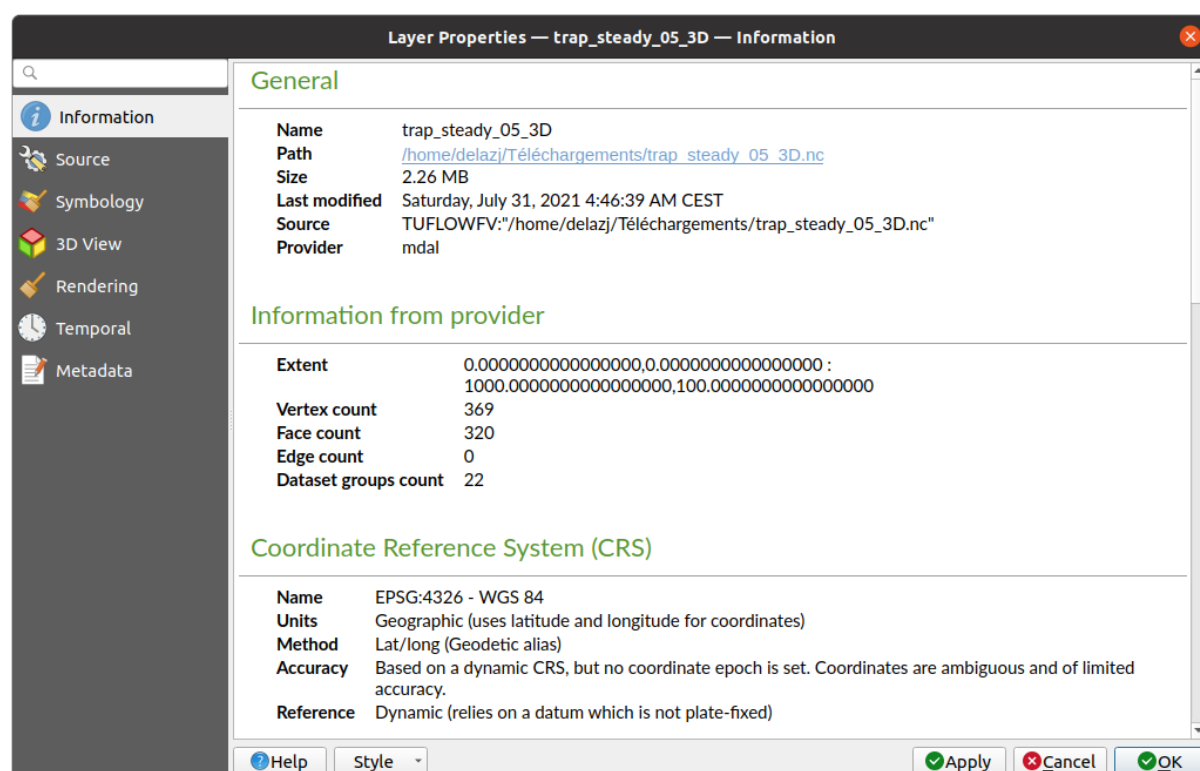 Layer Properties — trap_steady_05_3D — Information
Information
Source
Symbology
3D View
Rendering
Temporal
Metadata
General
Name trap_steady_05_3D
Path /home/delazj/Téléchargements/trap_steady_05_3D.nc
Size 2.26 MB
Last modified Saturday, July 31, 2021 4:46:39 AM CEST
Source TUFLOWFV:"/home/delazj/Téléchargements/trap_steady_05_3D.nc"
Provider mdal
Information from provider
Extent 0.0000000000000000,0.0000000000000000 :
1000.0000000000000000,100.0000000000000000
Vertex count 369
Face count 320
Edge count 0
Dataset groups count 22
Coordinate Reference System (CRS)
Name EPSG:4326 - WGS 84
Units Geographic (uses latitude and longitude for coordinates)
Method Lat/long (Geodetic alias)
Accuracy Based on a dynamic CRS, but no coordinate epoch is set. Coordinates are ambiguous and of limited
accuracy.
Reference Dynamic (relies on a datum which is not plate-fixed)
Help Style Apply Cancel OK